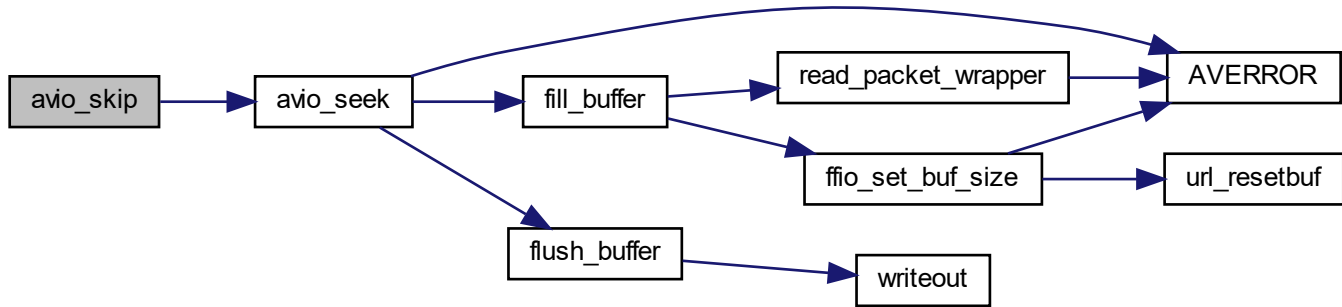 avio_skip
avio_seek
fill_buffer
read_packet_wrapper
AVERROR
ffio_set_buf_size
url_resetbuf
flush_buffer
writeout